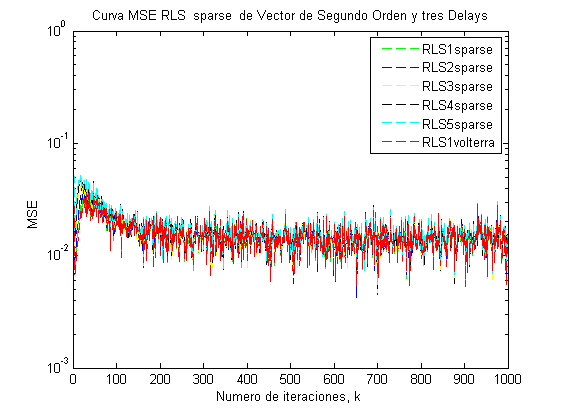 Curva MSE RLS sparse de Vector de Segundo Orden y tres Delays
10^0
10^-1
10^-2
10^-3
MSE
RLS1sparse
RLS2sparse
RLS3sparse
RLS4sparse
RLS5sparse
RLS1volterra
0 100 200 300 400 500 600 700 800 900 1000
Numero de iteraciones, k